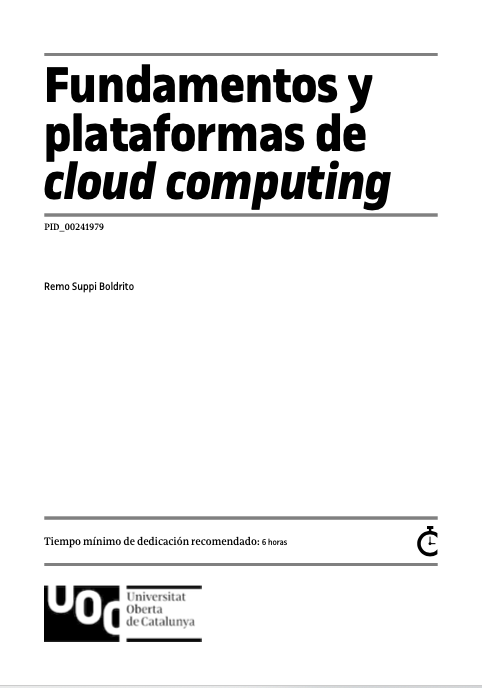 Fundamentos y
plataformas de
cloud computing
PID_00241979
Remo Suppi Boldrito
Tiempo mínimo de dedicación recomendado: 6 horas
UOC
Universitat
Oberta
de Catalunya